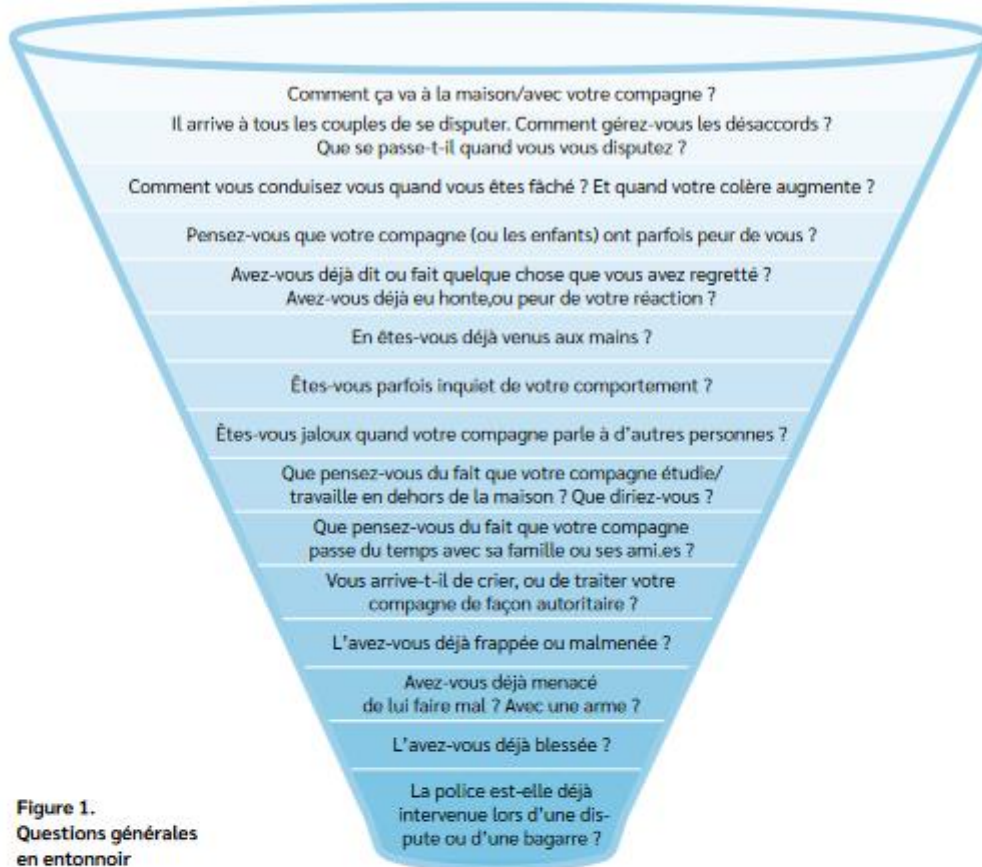 Comment ça va à la maison/avec votre compagne ?
Il arrive à tous les couples de se disputer. Comment gérez-vous les désaccords ?
Que se passe-t-il quand vous vous disputez ?
Comment vous conduisez vous quand vous êtes fâché ? Et quand votre colère augmente ?
Pensez-vous que votre compagne (ou les enfants) ont parfois peur de vous ?
Avez-vous déjà dit ou fait quelque chose que vous avez regretté ?
Avez-vous déjà eu honte,ou peur de votre réaction ?
En êtes-vous déjà venus aux mains ?
Êtes-vous parfois inquiet de votre comportement ?
Êtes-vous jaloux quand votre compagne parle à d'autres personnes ?
Que pensez-vous du fait que votre compagne étudie/
travaille en dehors de la maison ? Que diriez-vous ?
Que pensez-vous du fait que votre compagne
passe du temps avec sa famille ou ses ami.es ?
Vous arrive-t-il de crier, ou de traiter votre
compagne de façon autoritaire ?
L'avez-vous déjà frappée ou malmenée ?
Avez-vous déjà menacé
de lui faire mal ? Avec une arme ?
L'avez-vous déjà blessée ?
La police est-elle déjà
intervenue lors d'une dis-
pute ou d'une bagarre ?
Figure 1.
Questions générales
en entonnoir